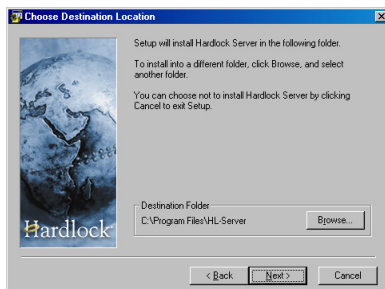 Choose Destination Location
Setup will install Hardlock Server in the following folder.
To install into a different folder, click Browse, and select
another folder.
You can choose not to install Hardlock Server by clicking
Cancel to exit Setup.
Hardlock
Destination Folder
C:\Program Files\HL-Server
Browse...
< Back
Next >
Cancel